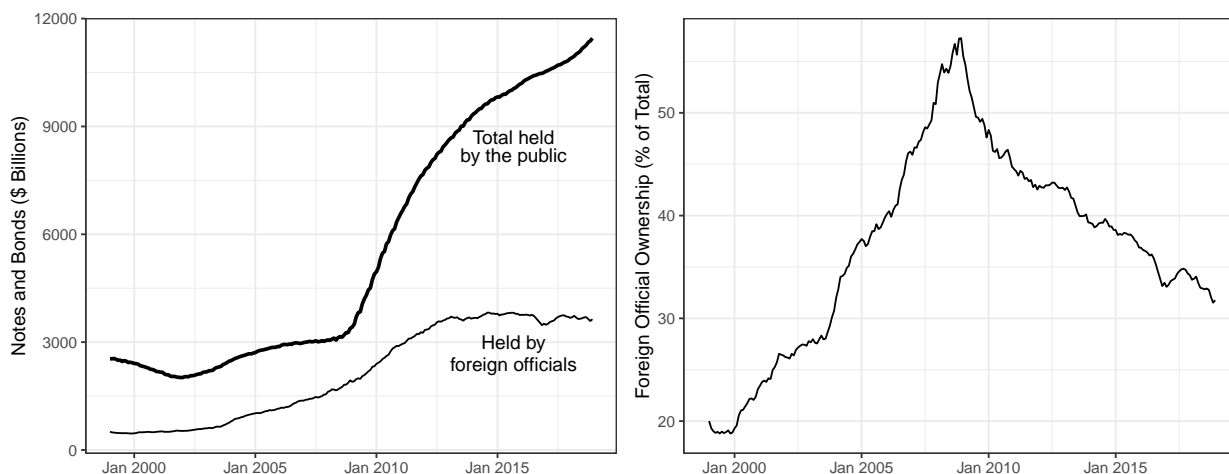 12000
9000
6000
3000
0
Notes and Bonds ($ Billions)
Total held
by the public
Held by
foreign officials
Jan 2000
Jan 2005
Jan 2010
Jan 2015
50
40
30
20
Foreign Official Ownership (% of Total)
Jan 2000
Jan 2005
Jan 2010
Jan 2015